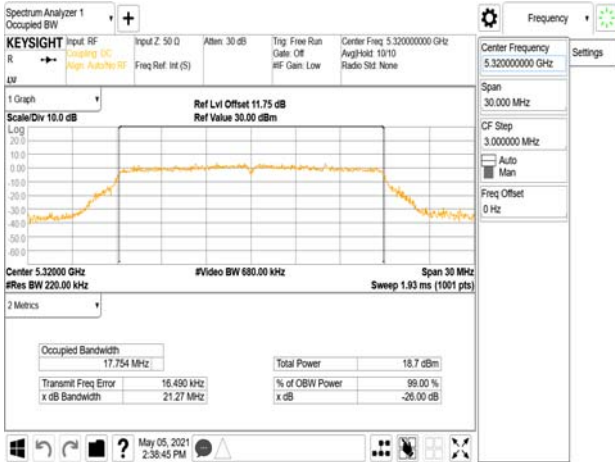 Spectrum Analyzer 1
Occupied BW
+
Frequency
KEYSIGHT
R
LVI
Input: RF
Coupling: DC
Align: Auto/No RF
Input Z: 50 Ω
Freq Ref: Int (S)
Atten: 30 dB
Trig: Free Run
Gate: Off
#IF Gain: Low
Center Freq: 5.320000000 GHz
Avg|Hold: 10/10
Radio Std: None
Center Frequency
5.320000000 GHz
Settings
Span
30.000 MHz
CF Step
3.000000 MHz
Auto
Man
Freq Offset
0 Hz
1 Graph
Scale/Div 10.0 dB
Ref Lvl Offset 11.75 dB
Ref Value 30.00 dBm
Log
20.0
10.0
0.00
-10.0
-20.0
-30.0
-40.0
-50.0
-60.0
Center 5.32000 GHz
#Res BW 220.00 kHz
#Video BW 680.00 kHz
Span 30 MHz
Sweep 1.93 ms (1001 pts)
2 Metrics
Occupied Bandwidth
17.754 MHz
Total Power 18.7 dBm
Transmit Freq Error 16.490 kHz
% of OBW Power 99.00 %
x dB Bandwidth 21.27 MHz
x dB -26.00 dB
?
May 05, 2021
2:38:45 PM